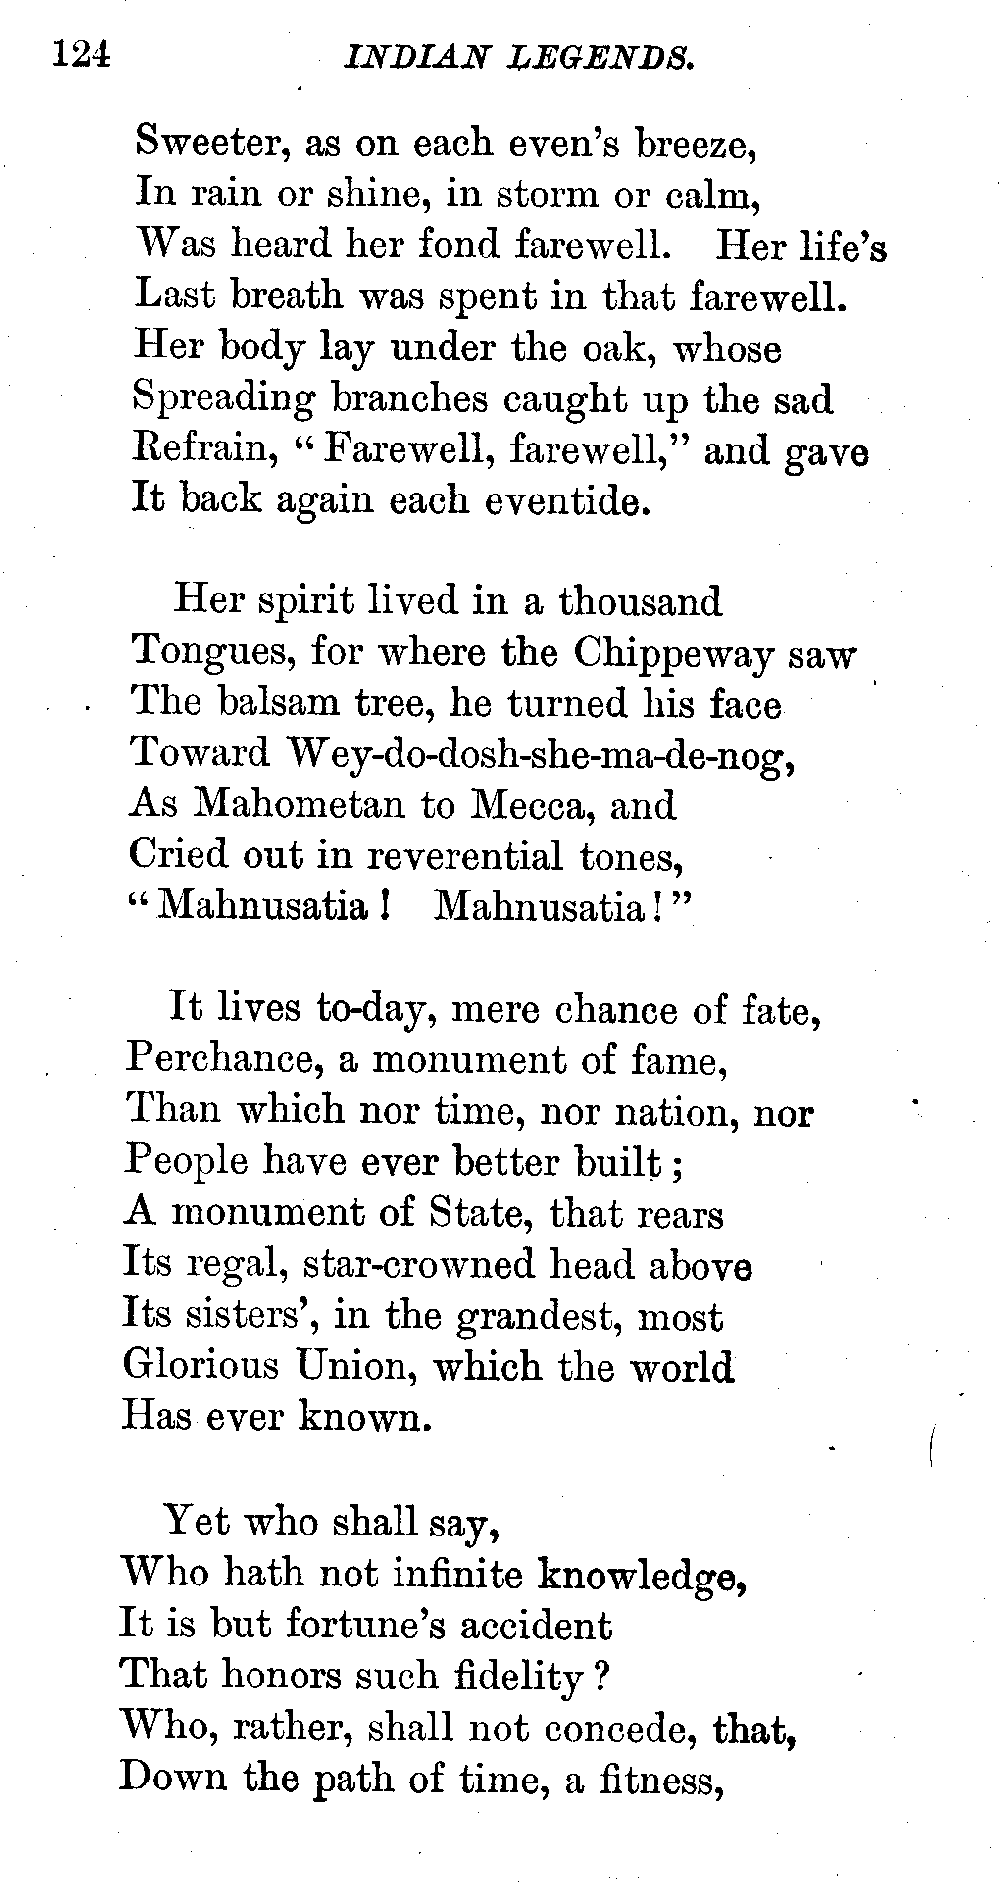 124 INDIAN LEGENDS.
Sweeter, as on each even's breeze,
In rain or shine, in storm or calm,
Was heard her fond farewell. Her life's
Last breath was spent in that farewell.
Her body lay under the oak, whose
Spreading branches caught up the sad
Refrain, “Farewell, farewell,” and gave
It back again each eventide.
Her spirit lived in a thousand
Tongues, for where the Chippeway saw
The balsam tree, he turned his face
Toward Wey-do-dosh-she-ma-de-nog,
As Mahometan to Mecca, and
Cried out in reverential tones,
“Mahnusatia! Mahnusatia!”
It lives to-day, mere chance of fate,
Perchance, a monument of fame,
Than which nor time, nor nation, nor
People have ever better built;
A monument of State, that rears
Its regal, star-crowned head above
Its sisters', in the grandest, most
Glorious Union, which the world
Has ever known.
Yet who shall say,
Who hath not infinite knowledge,
It is but fortune's accident
That honors such fidelity?
Who, rather, shall not concede, that,
Down the path of time, a fitness,